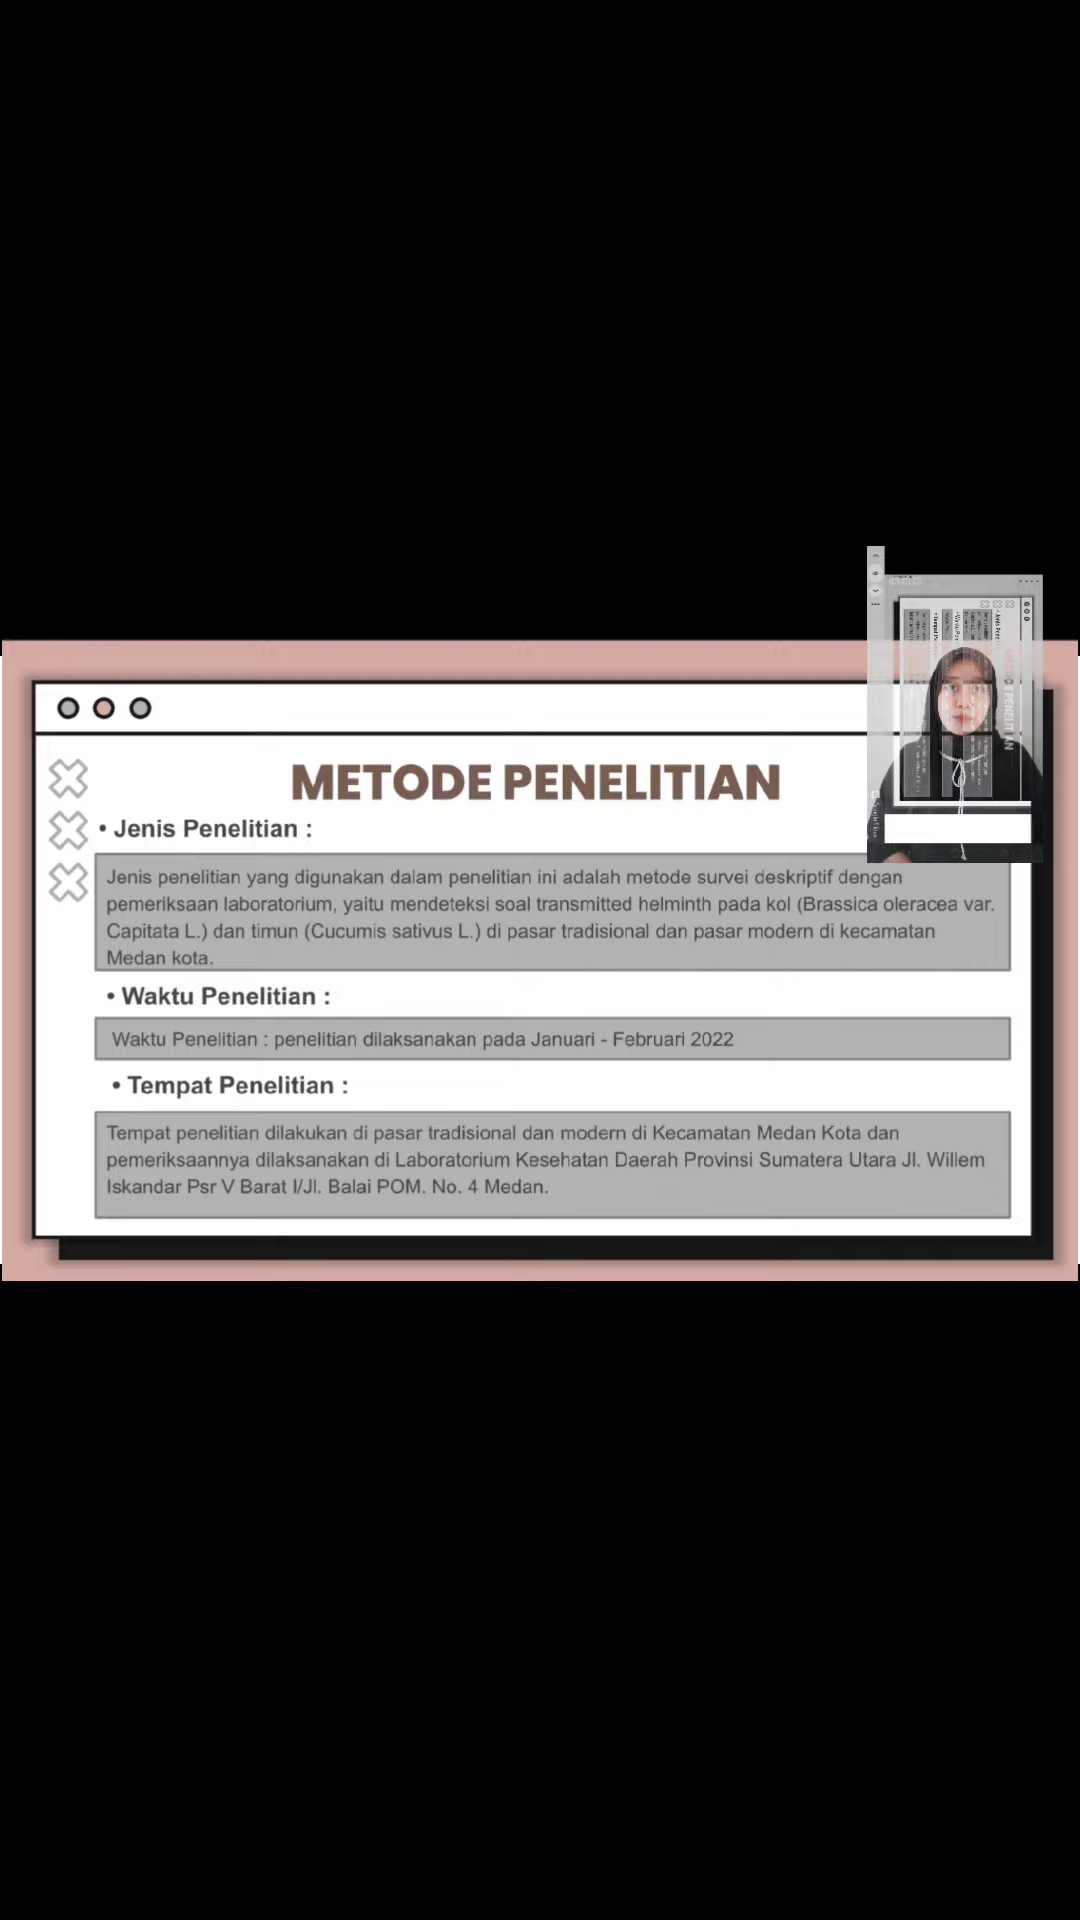 METODE PENELITIAN
• Jenis Penelitian :
Jenis penelitian yang digunakan dalam penelitian ini adalah metode survei deskriptif dengan
pemeriksaan laboratorium, yaitu mendeteksi soal transmitted helminth pada kol (Brassica oleracea var.
Capitata L.) dan timun (Cucumis sativus L.) di pasar tradisional dan pasar modern di kecamatan
Medan kota.
• Waktu Penelitian :
Waktu Penelitian : penelitian dilaksanakan pada Januari - Februari 2022
• Tempat Penelitian :
Tempat penelitian dilakukan di pasar tradisional dan modern di Kecamatan Medan Kota dan
pemeriksaannya dilaksanakan di Laboratorium Kesehatan Daerah Provinsi Sumatera Utara Jl. Willem
Iskandar Psr V Barat I/Jl. Balai POM. No. 4 Medan.